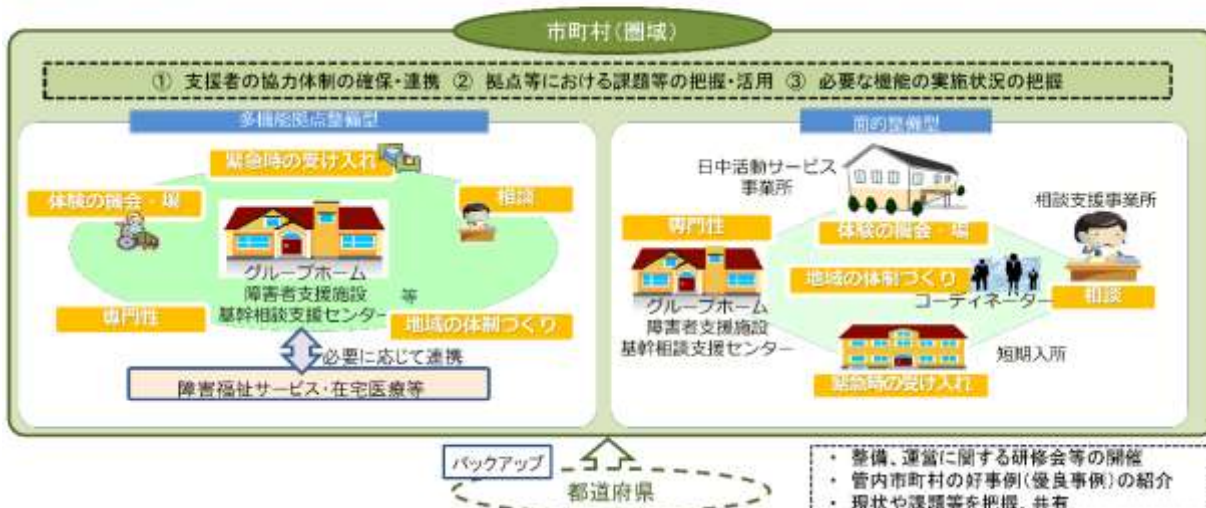 市町村(圏域)
① 支援者の協力体制の確保・連携 ② 拠点等における課題等の把握・活用 ③ 必要な機能の実施状況の把握
多機能拠点整備型
緊急時の受け入れ
体験の機会・場
相談
グループホーム
障害者支援施設 等
基幹相談支援センター
専門性
地域の体制づくり
必要に応じて連携
障害福祉サービス・在宅医療等
面的整備型
日中活動サービス
事業所
相談支援事業所
専門性
体験の機会・場
地域の体制づくり
コーディネーター
相談
グループホーム
障害者支援施設
基幹相談支援センター
短期入所
緊急時の受け入れ
バックアップ
都道府県
・ 整備、運営に関する研修会等の開催
・ 管内市町村の好事例(優良事例)の紹介
・ 現状や課題等を把握、共有